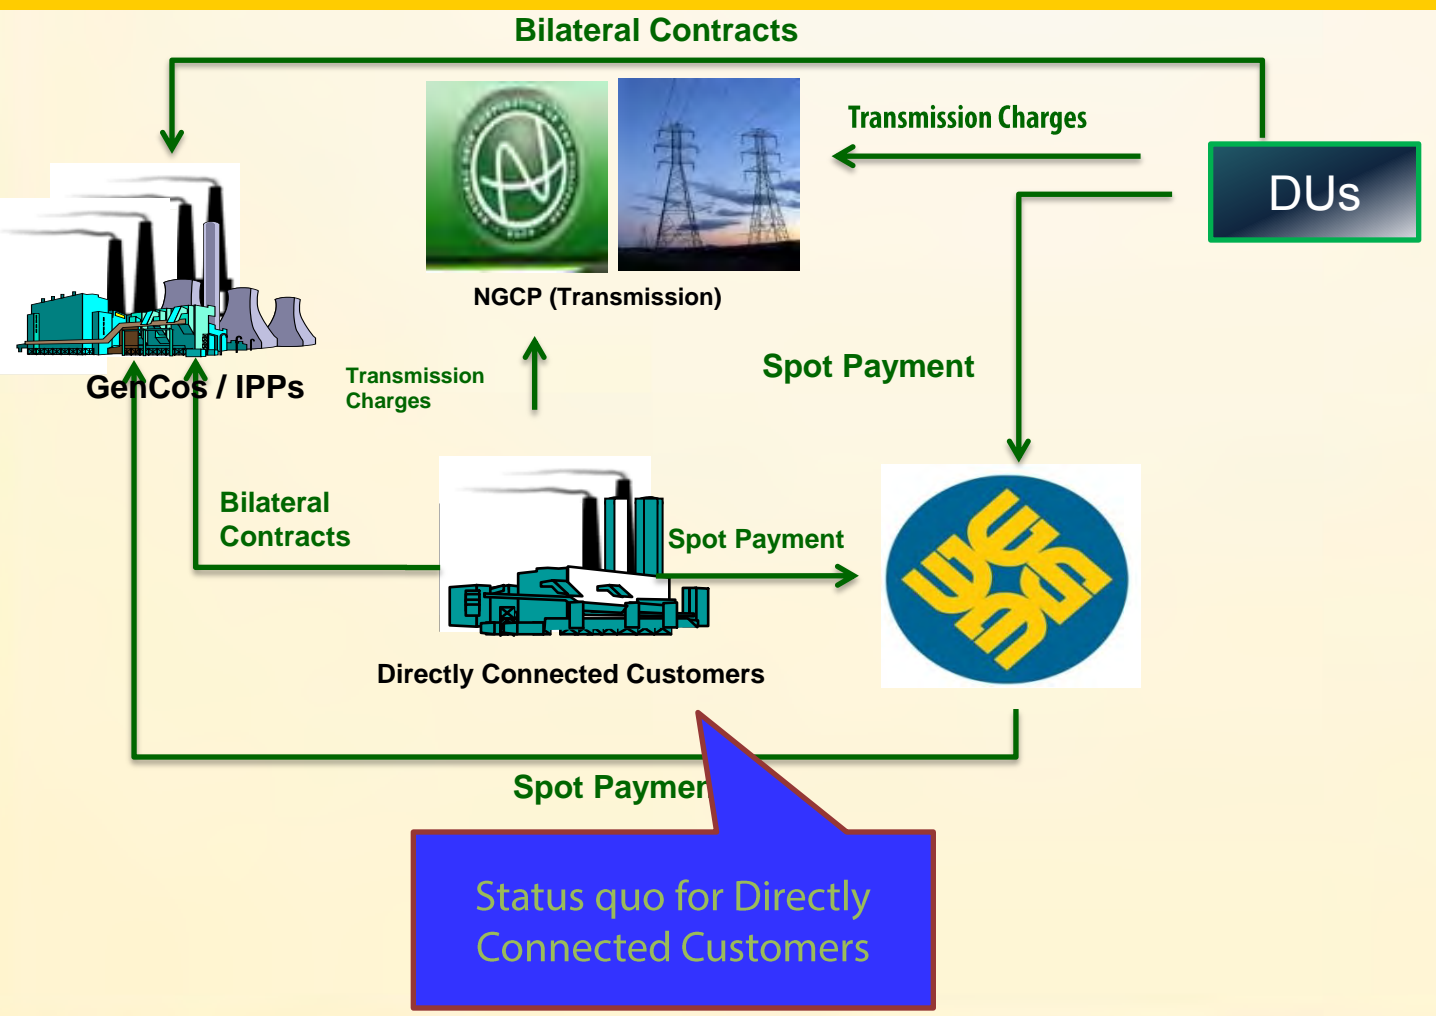 Bilateral Contracts
Transmission Charges
DUs
NGCP (Transmission)
Spot Payment
GenCos / IPPs
Transmission
Charges
Bilateral
Contracts
Spot Payment
Directly Connected Customers
Spot
Status quo for Directly
Connected Customers